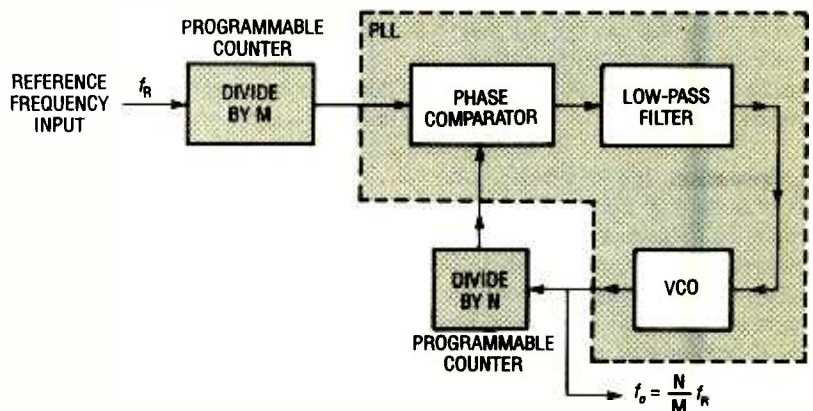 PROGRAMMABLE
COUNTER
PLL
REFERENCE
FREQUENCY
INPUT
fR
DIVIDE
BY M
PHASE
COMPARATOR
LOW-PASS
FILTER
DIVIDE
BY N
VCO
PROGRAMMABLE
COUNTER
fo = N/M fR